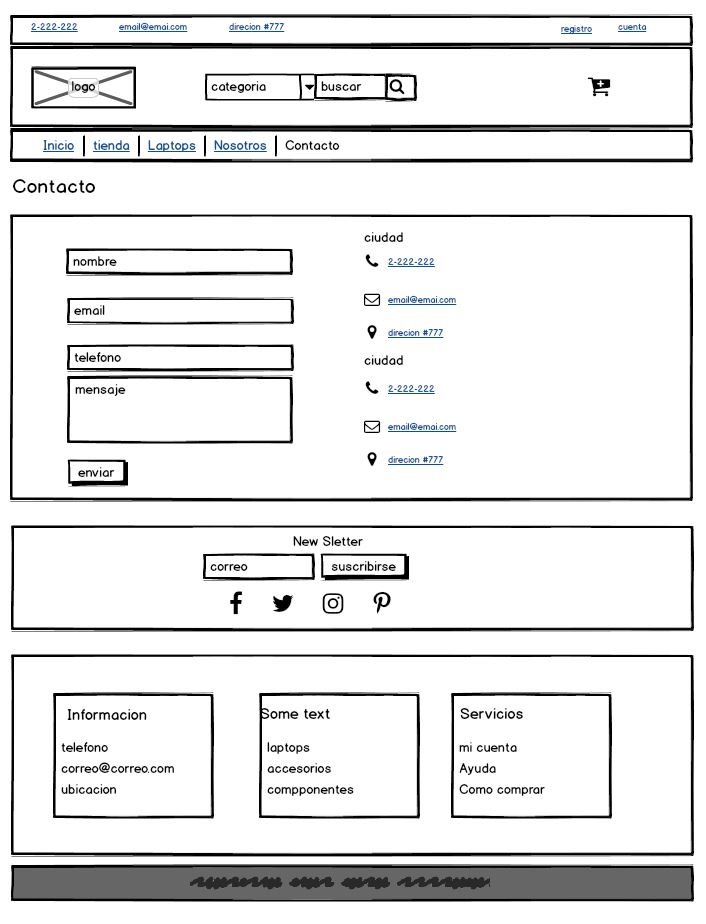 2-222-222 email@emai.com direcion #777 registro cuenta
logo categoria buscar
Inicio tienda Laptops Nosotros Contacto
Contacto
nombre
email
telefono
mensaje
enviar
ciudad
2-222-222
email@emai.com
direcion #777
ciudad
2-222-222
email@emai.com
direcion #777
New Sletter
correo suscribirse
Informacion
telefono
correo@correo.com
ubicacion
Some text
laptops
accesorios
compponentes
Servicios
mi cuenta
Ayuda
Como comprar